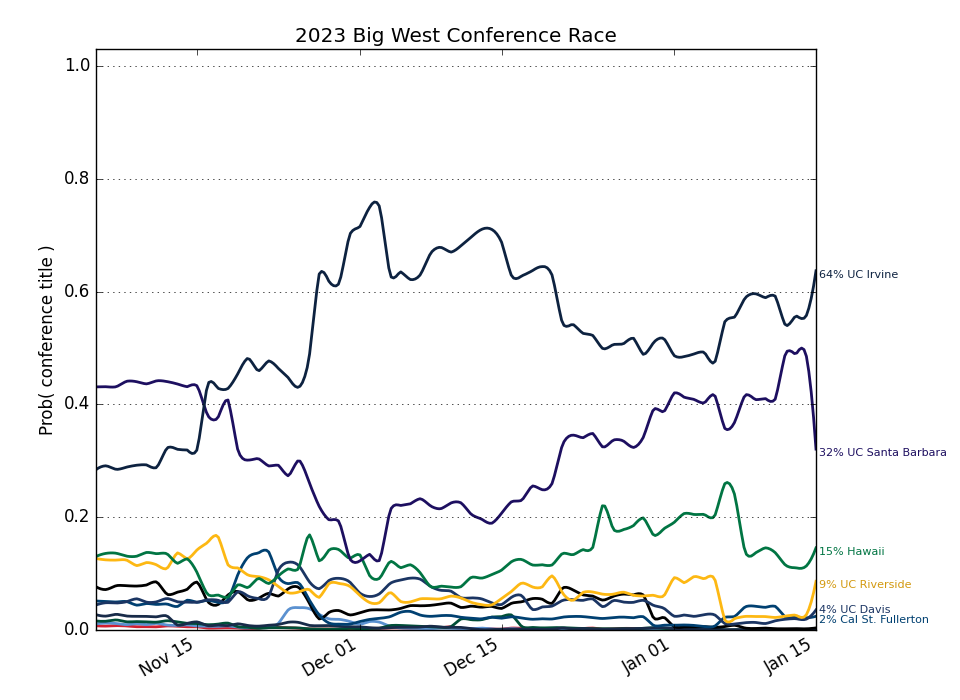 2023 Big West Conference Race
Prob( conference title )
1.0
0.8
0.6
0.4
0.2
0.0
64% UC Irvine
32% UC Santa Barbara
15% Hawaii
9% UC Riverside
4% UC Davis
2% Cal St. Fullerton
Nov 15
Dec 01
Dec 15
Jan 01
Jan 15